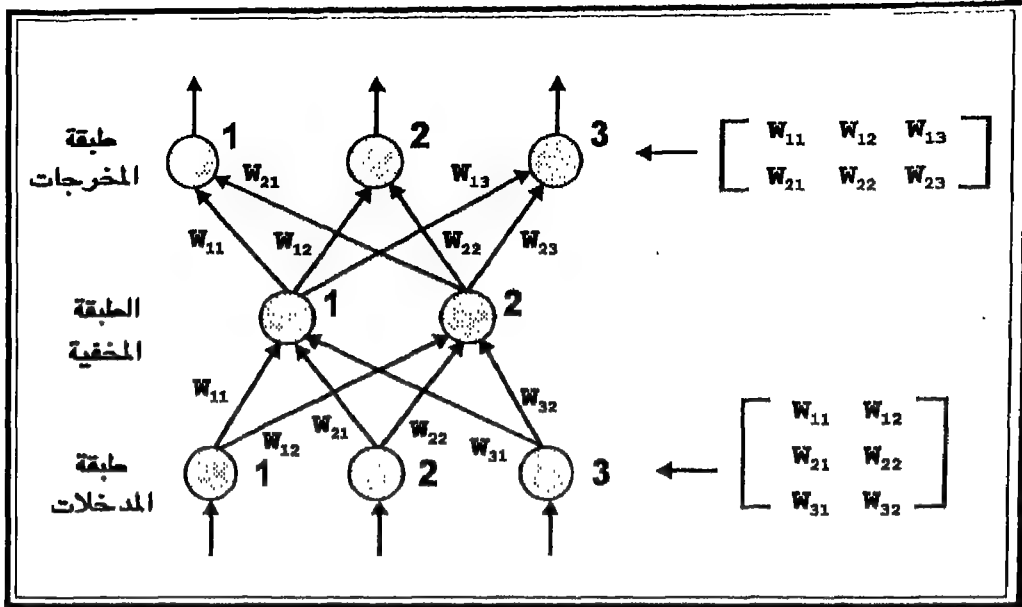 1 2 3
طبقة
المخرجات
W₂₁ W₁₃
W₁₁ W₁₂ W₂₂ W₂₃
W₁₁ W₁₂ W₁₃
W₂₁ W₂₂ W₂₃
1 2
الطبقة
المخفية
W₁₁ W₁₂ W₂₁ W₂₂ W₃₁ W₃₂
طبقة
المدخلات
1 2 3
W₁₁ W₁₂
W₂₁ W₂₂
W₃₁ W₃₂